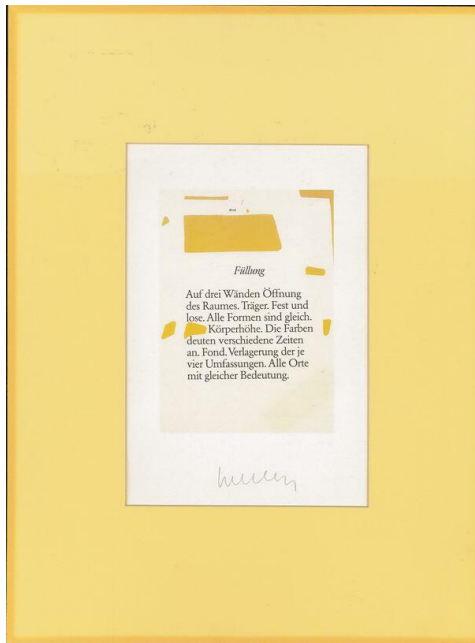 Füllung
Auf drei Wänden Öffnung
des Raumes. Träger. Fest und
lose. Alle Formen sind gleich.
Körperhöhe. Die Farben
deuten verschiedene Zeiten
an. Fond. Verlagerung der je
vier Umfassungen. Alle Orte
mit gleicher Bedeutung.